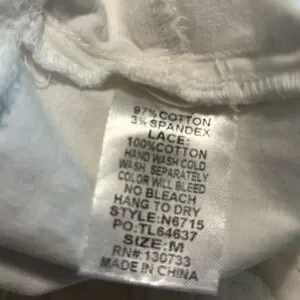 97% COTTON
3% SPANDEX
LACE:
100%COTTON
HAND WASH COLD
WASH SEPARATELY
COLOR WILL BLEED
NO BLEACH
HANG TO DRY
STYLE:N6715
PO:TL64637
SIZE:M
RN#:130733
MADE IN CHINA